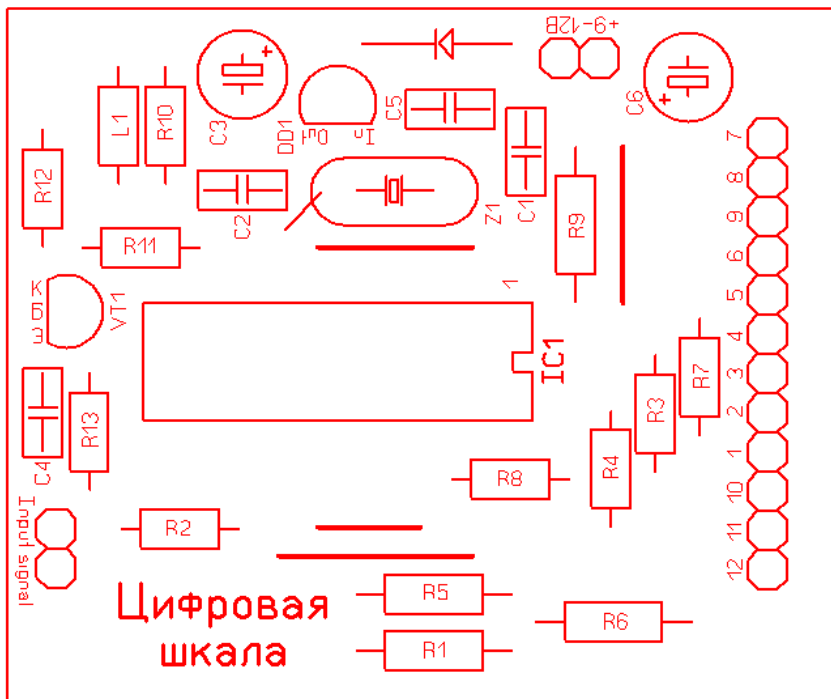 +9-12В
C3
C5
C6
DD1
Out
In
L1
R10
R12
C2
Z1
C1
R9
7
8
9
6
5
4
3
2
1
10
11
12
R11
К
Б
Э
VT1
1
IC1
R7
R3
R4
C4
R13
R8
Input signal
R2
R5
R6
R1
Цифровая
шкала